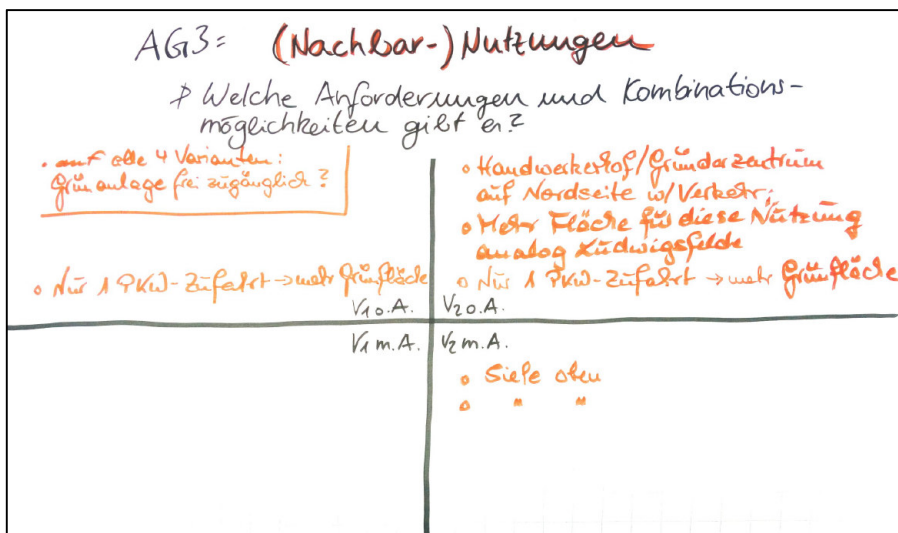 AG3: (Nachbar-) Nutzungen
Welche Anforderungen und Kombinations-
möglichkeiten gibt es?
• auf alle 4 Varianten:
Grünanlage frei zugänglich?
• Nur 1 PKW-Zufahrt → mehr Grünfläche
V1 o.A.
• Handwerkerhof/Gründerzentrum
auf Nordseite w/Verkehr;
• Mehr Fläche für diese Nutzung
analog Ludwigsfelde
• Nur 1 PKW-Zufahrt → mehr Grünfläche
V2 o.A.
V1 m.A.
V2 m.A.
• Siehe oben
• " "